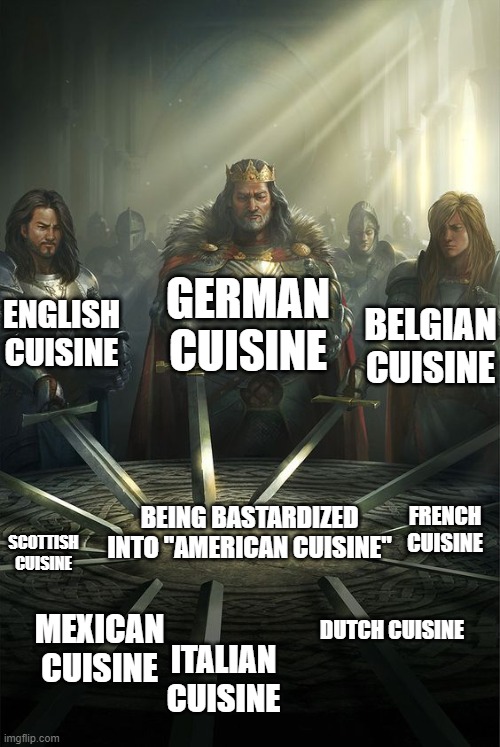 ENGLISH
CUISINE
GERMAN
CUISINE
BELGIAN
CUISINE
SCOTTISH
CUISINE
BEING BASTARDIZED
INTO "AMERICAN CUISINE"
FRENCH
CUISINE
MEXICAN
CUISINE
ITALIAN
CUISINE
DUTCH CUISINE
imgflip.com